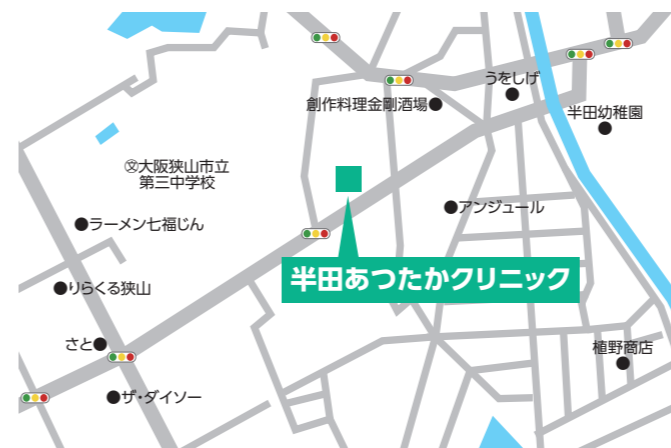 うをしげ
創作料理金剛酒場
半田幼稚園
㊛大阪狭山市立
第三中学校
アンジュール
ラーメン七福じん
半田あつたかクリニック
りらくる狭山
さと
植野商店
ザ・ダイソー